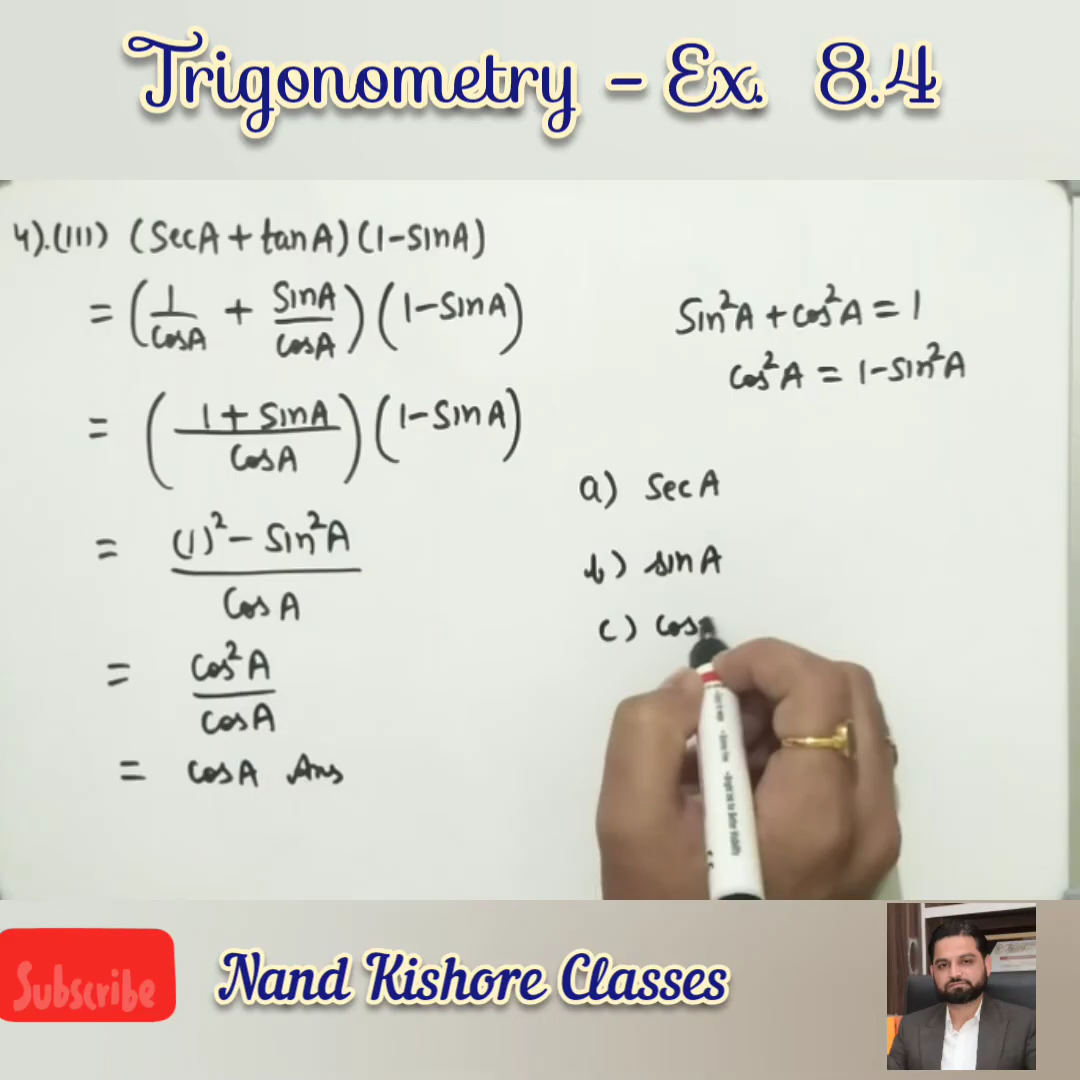 Trigonometry - Ex. 8.4
4).(III) (SecA + tanA)(1-SinA)
= (1/CosA + SinA/CosA)(1-SinA)
= (1+SinA/CosA)(1-SinA)
= (1)²-Sin²A/CosA
= Cos²A/CosA
= CosA Ans
Sin²A + Cos²A = 1
Cos²A = 1-Sin²A
a) SecA
b) sinA
c) Cos
Subscribe
Nand Kishore Classes